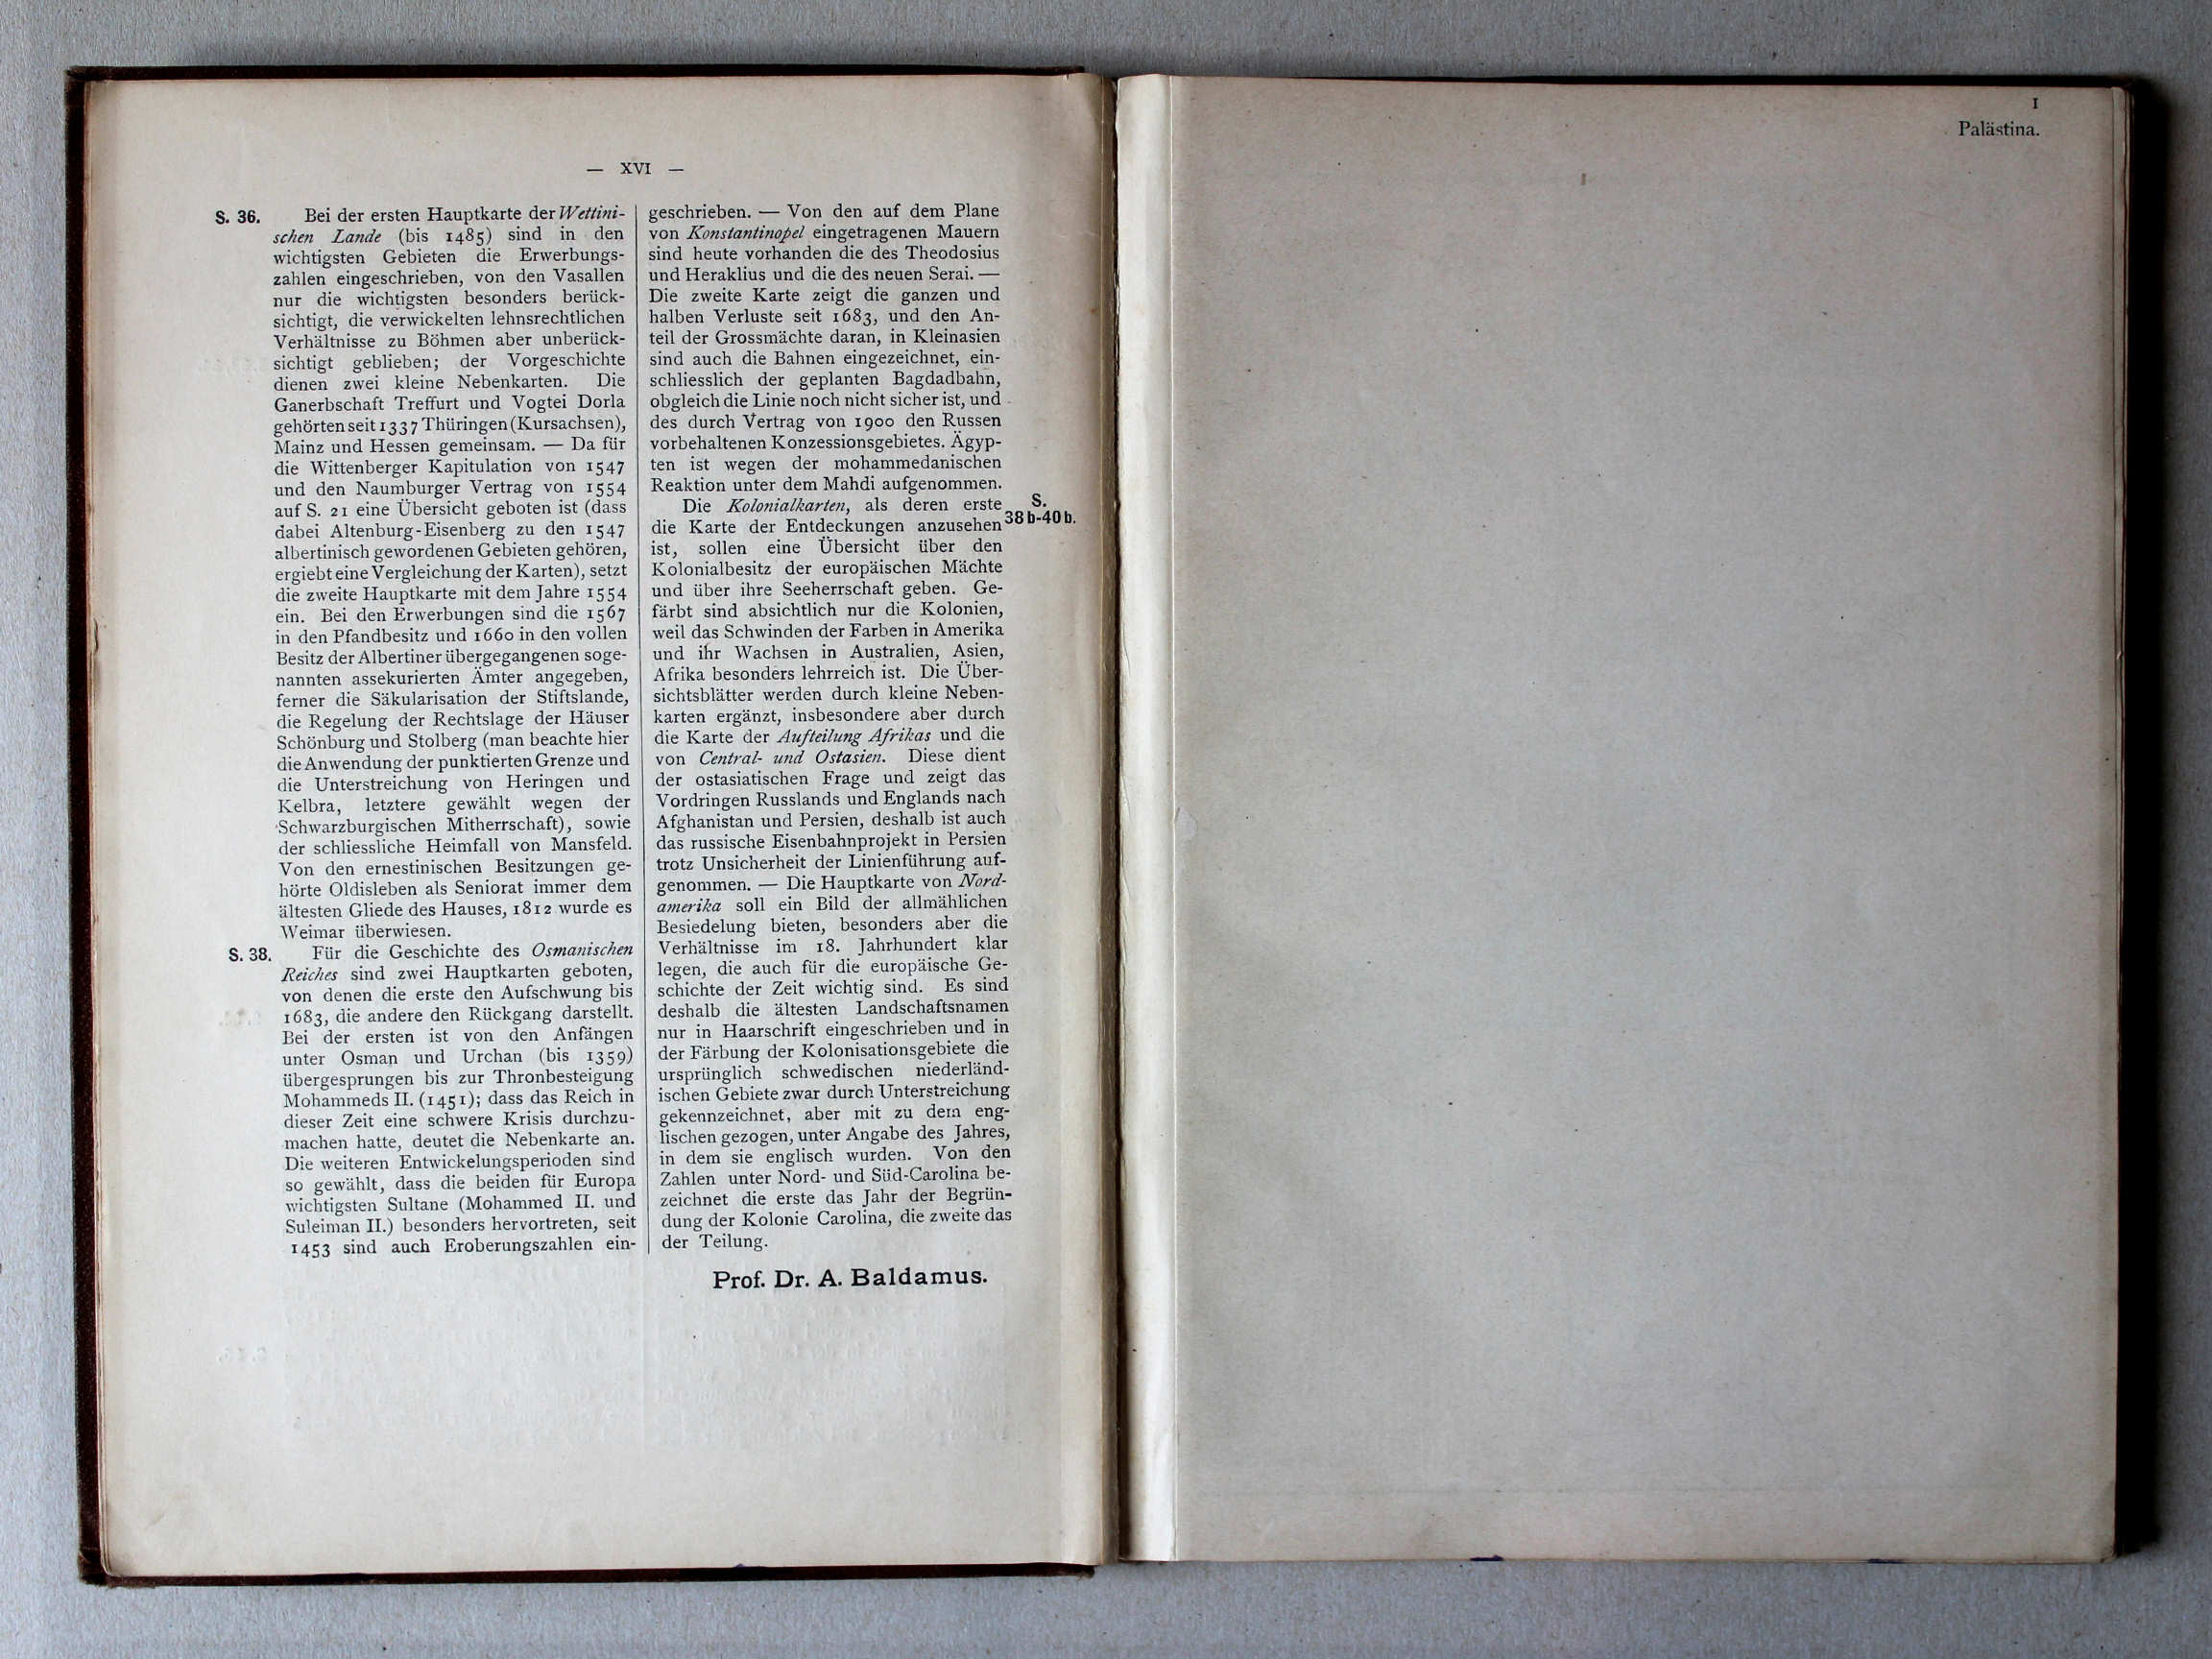 — XVI —
S. 36.
Bei der ersten Hauptkarte der Wettini-
schen Lande (bis 1485) sind in den
wichtigsten Gebieten die Erwerbungs-
zahlen eingeschrieben, von den Vasallen
nur die wichtigsten besonders berück-
sichtigt, die verwickelten lehnsrechtlichen
Verhältnisse zu Böhmen aber unberück-
sichtigt geblieben; der Vorgeschichte
dienen zwei kleine Nebenkarten. Die
Ganerbschaft Treffurt und Vogtei Dorla
gehörten seit 1337 Thüringen (Kursachsen),
Mainz und Hessen gemeinsam. — Da für
die Wittenberger Kapitulation von 1547
und den Naumburger Vertrag von 1554
auf S. 21 eine Übersicht geboten ist (dass
dabei Altenburg-Eisenberg zu den 1547
albertinisch gewordenen Gebieten gehören,
ergiebt eine Vergleichung der Karten), setzt
die zweite Hauptkarte mit dem Jahre 1554
ein. Bei den Erwerbungen sind die 1567
in den Pfandbesitz und 1660 in den vollen
Besitz der Albertiner übergegangenen soge-
nannten assekurierten Ämter angegeben,
ferner die Säkularisation der Stiftslande,
die Regelung der Rechtslage der Häuser
Schönburg und Stolberg (man beachte hier
die Anwendung der punktierten Grenze und
die Unterstreichung von Heringen und
Kelbra, letztere gewählt wegen der
Schwarzburgischen Mitherrschaft), sowie
der schliessliche Heimfall von Mansfeld.
Von den ernestinischen Besitzungen ge-
hörte Oldisleben als Seniorat immer dem
ältesten Gliede des Hauses, 1812 wurde es
Weimar überwiesen.
S. 38.
Für die Geschichte des Osmanischen
Reiches sind zwei Hauptkarten geboten,
von denen die erste den Aufschwung bis
1683, die andere den Rückgang darstellt.
Bei der ersten ist von den Anfängen
unter Osman und Urchan (bis 1359)
übergesprungen bis zur Thronbesteigung
Mohammeds II. (1451); dass das Reich in
dieser Zeit eine schwere Krisis durchzu-
machen hatte, deutet die Nebenkarte an.
Die weiteren Entwickelungsperioden sind
so gewählt, dass die beiden für Europa
wichtigsten Sultane (Mohammed II. und
Suleiman II.) besonders hervortreten, seit
1453 sind auch Eroberungszahlen ein-
geschrieben. — Von den auf dem Plane
von Konstantinopel eingetragenen Mauern
sind heute vorhanden die des Theodosius
und Heraklius und die des neuen Serai. —
Die zweite Karte zeigt die ganzen und
halben Verluste seit 1683, und den An-
teil der Grossmächte daran, in Kleinasien
sind auch die Bahnen eingezeichnet, ein-
schliesslich der geplanten Bagdadbahn,
obgleich die Linie noch nicht sicher ist, und
des durch Vertrag von 1900 den Russen
vorbehaltenen Konzessionsgebietes. Ägyp-
ten ist wegen der mohammedanischen
Reaktion unter dem Mahdi aufgenommen.
S.
38b-40b.
Die Kolonialkarten, als deren erste
die Karte der Entdeckungen anzusehen
ist, sollen eine Übersicht über den
Kolonialbesitz der europäischen Mächte
und über ihre Seeherrschaft geben. Ge-
färbt sind absichtlich nur die Kolonien,
weil das Schwinden der Farben in Amerika
und ihr Wachsen in Australien, Asien,
Afrika besonders lehrreich ist. Die Über-
sichtsblätter werden durch kleine Neben-
karten ergänzt, insbesondere aber durch
die Karte der Aufteilung Afrikas und die
von Central- und Ostasien. Diese dient
der ostasiatischen Frage und zeigt das
Vordringen Russlands und Englands nach
Afghanistan und Persien, deshalb ist auch
das russische Eisenbahnprojekt in Persien
trotz Unsicherheit der Linienführung auf-
genommen. — Die Hauptkarte von Nord-
amerika soll ein Bild der allmählichen
Besiedelung bieten, besonders aber die
Verhältnisse im 18. Jahrhundert klar
legen, die auch für die europäische Ge-
schichte der Zeit wichtig sind. Es sind
deshalb die ältesten Landschaftsnamen
nur in Haarschrift eingeschrieben und in
der Färbung der Kolonisationsgebiete die
ursprünglich schwedischen niederländ-
ischen Gebiete zwar durch Unterstreichung
gekennzeichnet, aber mit zu dem eng-
lischen gezogen, unter Angabe des Jahres,
in dem sie englisch wurden. Von den
Zahlen unter Nord- und Süd-Carolina be-
zeichnet die erste das Jahr der Begrün-
dung der Kolonie Carolina, die zweite das
der Teilung.
Prof. Dr. A. Baldamus.
I
Palästina.